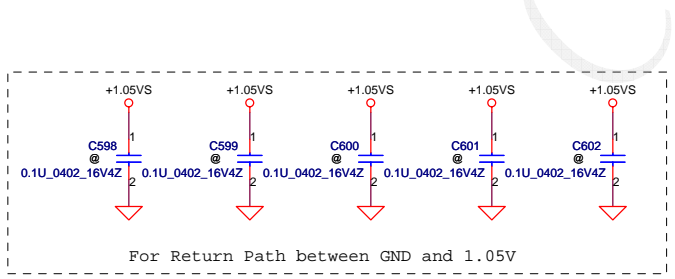 +1.05VS +1.05VS +1.05VS +1.05VS +1.05VS
1 1 1 1 1
C598 C599 C600 C601 C602
@ @ @ @ @
0.1U_0402_16V4Z 0.1U_0402_16V4Z 0.1U_0402_16V4Z 0.1U_0402_16V4Z 0.1U_0402_16V4Z
2 2 2 2 2
For Return Path between GND and 1.05V